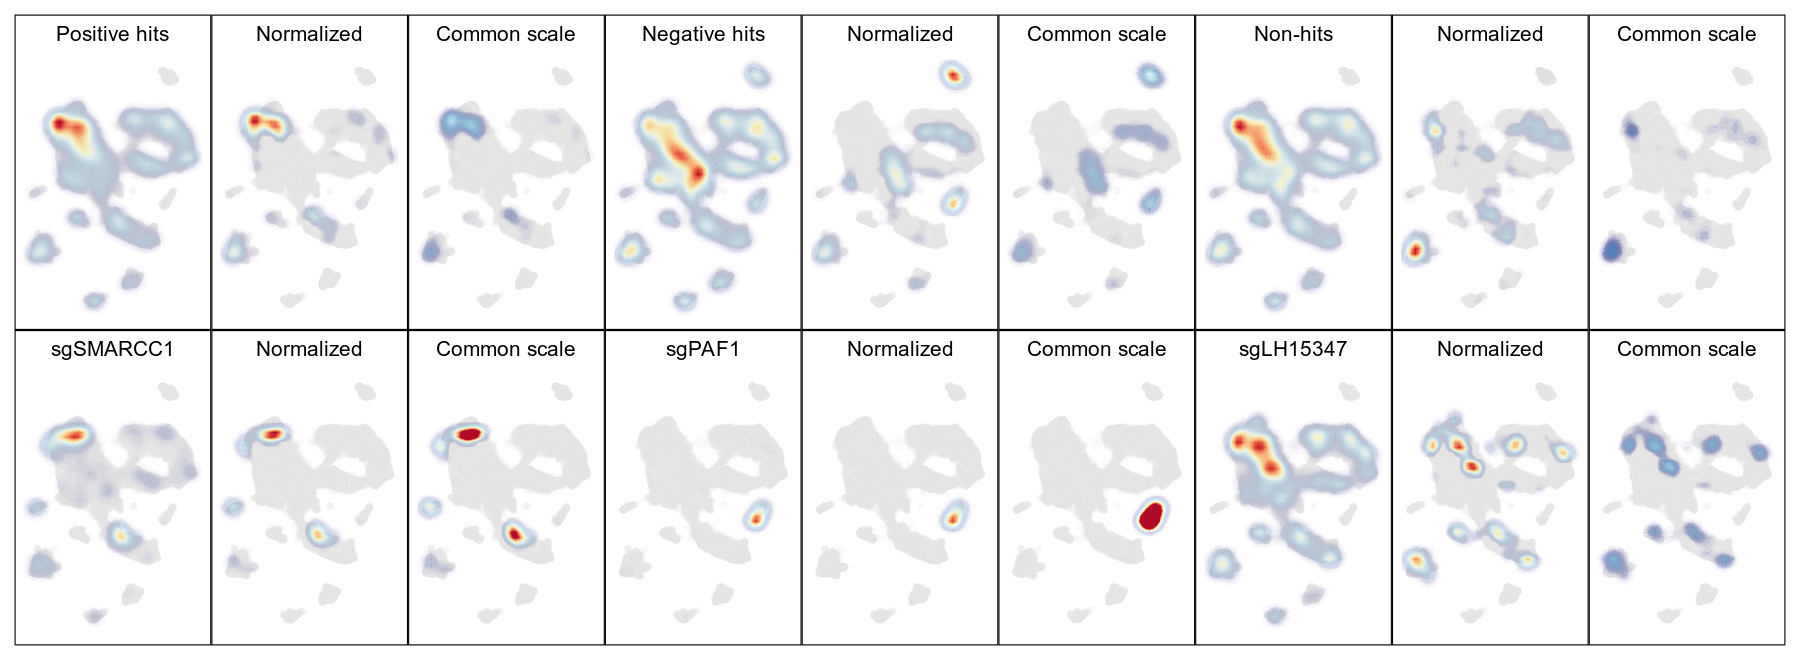 Positive hits
Normalized
Common scale
Negative hits
Normalized
Common scale
Non-hits
Normalized
Common scale
sgSMARCC1
Normalized
Common scale
sgPAF1
Normalized
Common scale
sgLH15347
Normalized
Common scale